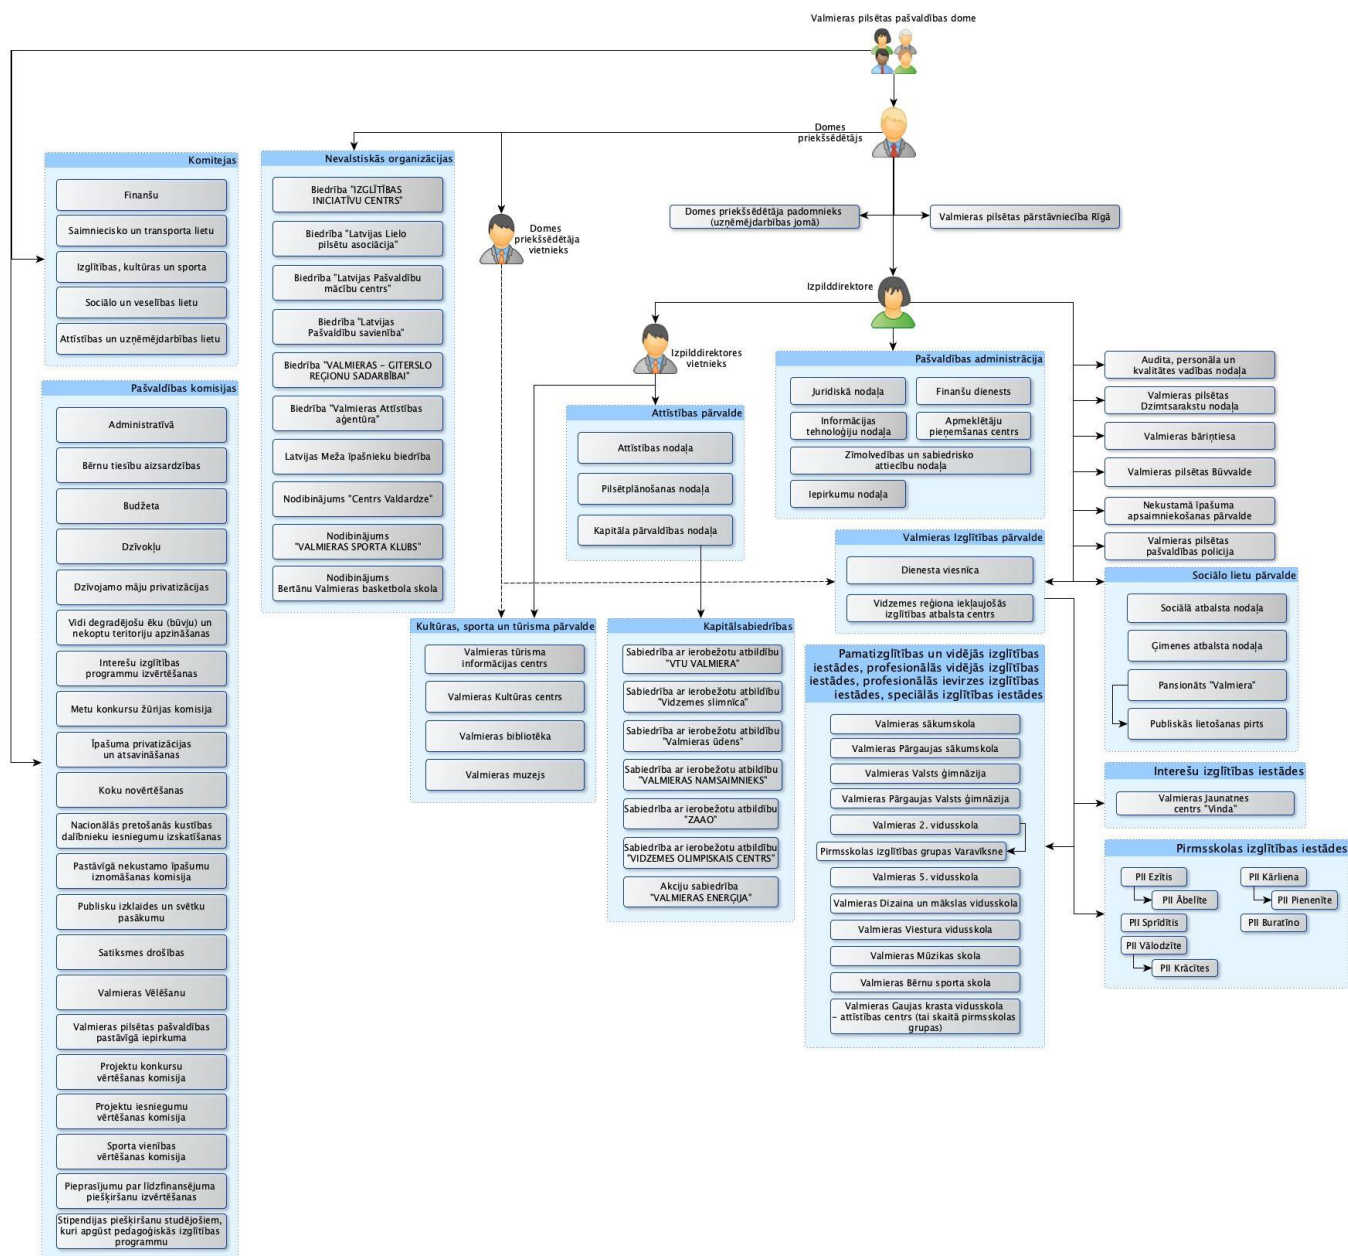 Valmieras pilsētas pašvaldības dome
Domes
priekšsēdētājs
Komitejas
Finanšu
Saimniecisko un transporta lietu
Izglītības, kultūras un sporta
Sociālo un veselības lietu
Attīstības un uzņēmējdarbības lietu
Pašvaldības komisijas
Administratīvā
Bērnu tiesību aizsardzības
Budžeta
Dzīvokļu
Dzīvojamo māju privatizācijas
Vidi degradējošu ēku (būvju) un
nekoptu teritoriju apzināšanas
Interešu izglītības
programmu izvērtēšanas
Metu konkursu žūrijas komisija
Īpašuma privatizācijas
un atsavināšanas
Koku novērtēšanas
Nacionālās pretošanās kustības
dalībnieku iesniegumu izskatīšanas
Pastāvīgā nekustamo īpašumu
iznomāšanas komisija
Publisku izklaides un svētku
pasākumu
Satiksmes drošības
Valmieras Vēlēšanu
Valmieras pilsētas pašvaldības
pastāvīgā iepirkuma
Projektu konkursu
vērtēšanas komisija
Projektu iesniegumu
vērtēšanas komisija
Sporta vienības
vērtēšanas komisija
Pieprasījumu par līdzfinansējuma
piešķiršanu izvērtēšanas
Stipendijas piešķiršanu studējošiem,
kuri apgūst pedagoģiskās izglītības
programmu
Nevalstiskās organizācijas
Biedrība "IZGLĪTĪBAS
INICIATĪVU CENTRS"
Biedrība "Latvijas Lielo
pilsētu asociācija"
Biedrība "Latvijas Pašvaldību
mācību centrs"
Biedrība "Latvijas
Pašvaldību savienība"
Biedrība "VALMIERAS – GITERSLO
REĢIONU SADARBĪBAI"
Biedrība "Valmieras Attīstības
aģentūra"
Latvijas Meža īpašnieku biedrība
Nodibinājums "Centrs Valdardze"
Nodibinājums
"VALMIERAS SPORTA KLUBS"
Nodibinājums
Bertānu Valmieras basketbola skola
Domes
priekšsēdētāja
vietnieks
Domes priekšsēdētāja padomnieks
(uzņēmējdarbības jomā)
Valmieras pilsētas pārstāvniecība Rīgā
Izpilddirektore
Izpilddirektores
vietnieks
Attīstības pārvalde
Attīstības nodaļa
Pilsētplānošanas nodaļa
Kapitāla pārvaldības nodaļa
Pašvaldības administrācija
Juridiskā nodaļa
Finanšu dienests
Informācijas
tehnoloģiju nodaļa
Apmeklētāju
pieņemšanas centrs
Zīmolvedības un sabiedrisko
attiecību nodaļa
Iepirkumu nodaļa
Audita, personāla un
kvalitātes vadības nodaļa
Valmieras pilsētas
Dzimtsarakstu nodaļa
Valmieras bāriņtiesa
Valmieras pilsētas Būvvalde
Nekustamā īpašuma
apsaimniekošanas pārvalde
Valmieras pilsētas
pašvaldības policija
Valmieras Izglītības pārvalde
Dienesta viesnīca
Vidzemes reģiona iekļaujošās
izglītības atbalsta centrs
Sociālo lietu pārvalde
Sociālā atbalsta nodaļa
Ģimenes atbalsta nodaļa
Pansionāts "Valmiera"
Publiskās lietošanas pirts
Kultūras, sporta un tūrisma pārvalde
Valmieras tūrisma
informācijas centrs
Valmieras Kultūras centrs
Valmieras bibliotēka
Valmieras muzejs
Kapitālsabiedrības
Sabiedrība ar ierobežotu atbildību
"VTU VALMIERA"
Sabiedrība ar ierobežotu atbildību
"Vidzemes slimnīca"
Sabiedrība ar ierobežotu atbildību
"Valmieras ūdens"
Sabiedrība ar ierobežotu atbildību
"VALMIERAS NAMSAIMNIEKS"
Sabiedrība ar ierobežotu atbildību
"ZAAO"
Sabiedrība ar ierobežotu atbildību
"VIDZEMES OLIMPISKAIS CENTRS"
Akciju sabiedrība
"VALMIERAS ENERĢIJA"
Pamatizglītības un vidējās izglītības
iestādes, profesionālās vidējās izglītības
iestādes, profesionālās ievirzes izglītības
iestādes, speciālās izglītības iestādes
Valmieras sākumskola
Valmieras Pārgaujas sākumskola
Valmieras Valsts ģimnāzija
Valmieras Pārgaujas Valsts ģimnāzija
Valmieras 2. vidusskola
Pirmsskolas izglītības grupas Varavīksne
Valmieras 5. vidusskola
Valmieras Dizaina un mākslas vidusskola
Valmieras Viestura vidusskola
Valmieras Mūzikas skola
Valmieras Bērnu sporta skola
Valmieras Gaujas krasta vidusskola
– attīstības centrs (tai skaitā pirmsskolas
grupas)
Interešu izglītības iestādes
Valmieras Jaunatnes
centrs "Vinda"
Pirmsskolas izglītības iestādes
PII Ezītis
PII Kārliena
PII Ābelīte
PII Pienenīte
PII Sprīdītis
PII Buratīno
PII Vālodzīte
PII Krācītes